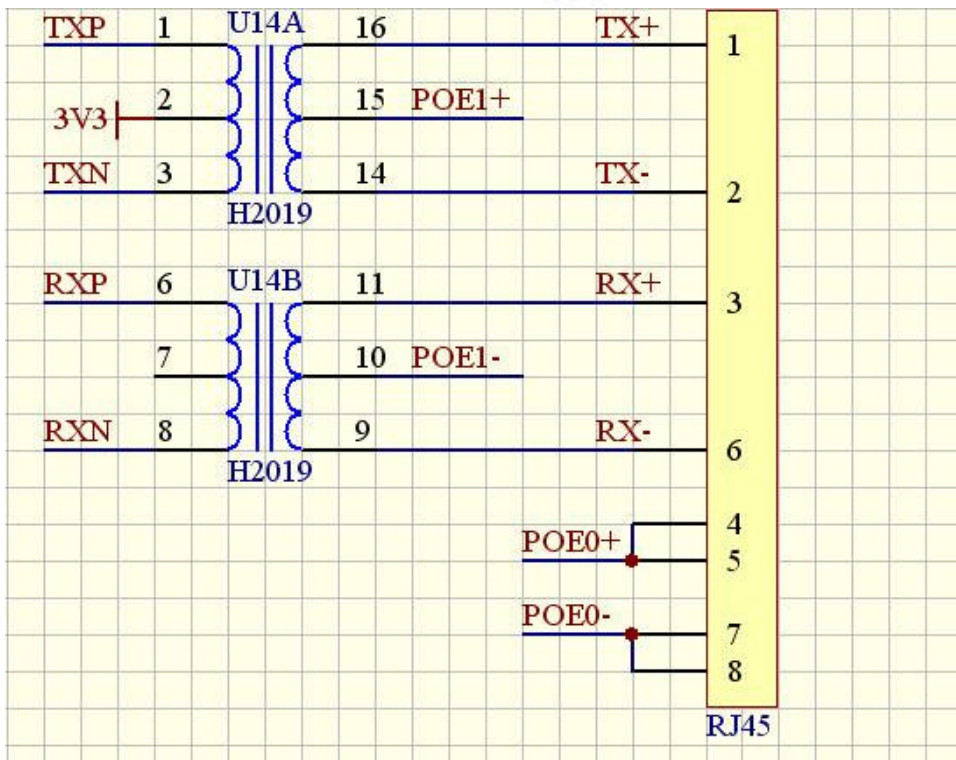 TXP 1 U14A 16 TX+ 1
3V3 2 15 POE1+
TXN 3 14 TX- 2
H2019
RXP 6 U14B 11 RX+ 3
7 10 POE1-
RXN 8 9 RX- 6
H2019
4
POE0+ 5
POE0- 7
8
RJ45